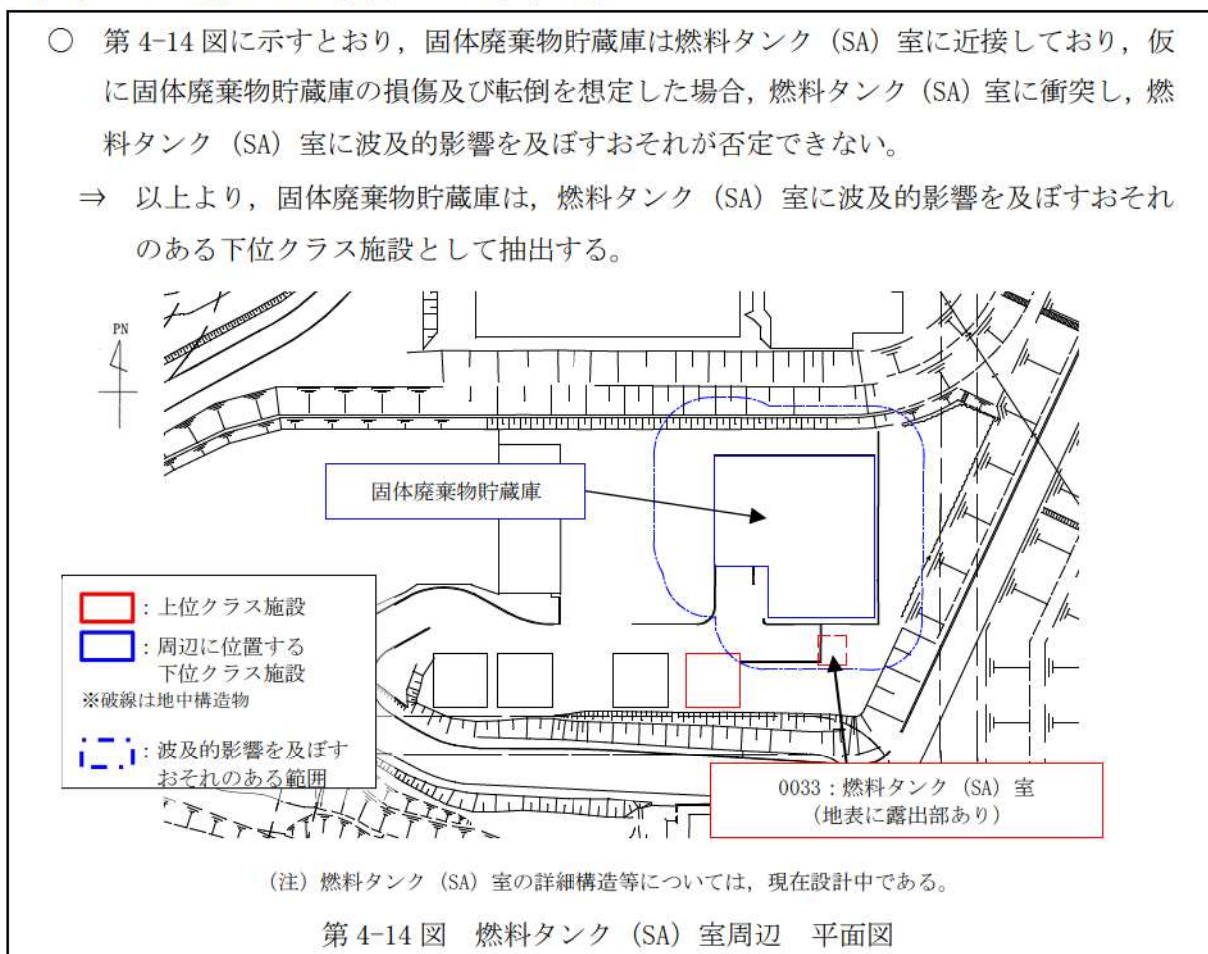 ○ 第 4-14 図に示すとおり，固体廃棄物貯蔵庫は燃料タンク（SA）室に近接しており，仮
に固体廃棄物貯蔵庫の損傷及び転倒を想定した場合，燃料タンク（SA）室に衝突し，燃
料タンク（SA）室に波及的影響を及ぼすおそれが否定できない。
⇒ 以上より，固体廃棄物貯蔵庫は，燃料タンク（SA）室に波及的影響を及ぼすおそれ
のある下位クラス施設として抽出する。
PN
固体廃棄物貯蔵庫
：上位クラス施設
：周辺に位置する
下位クラス施設
※破線は地中構造物
：波及的影響を及ぼす
おそれのある範囲
0033：燃料タンク（SA）室
（地表に露出部あり）
（注）燃料タンク（SA）室の詳細構造等については，現在設計中である。
第 4-14 図 燃料タンク（SA）室周辺 平面図